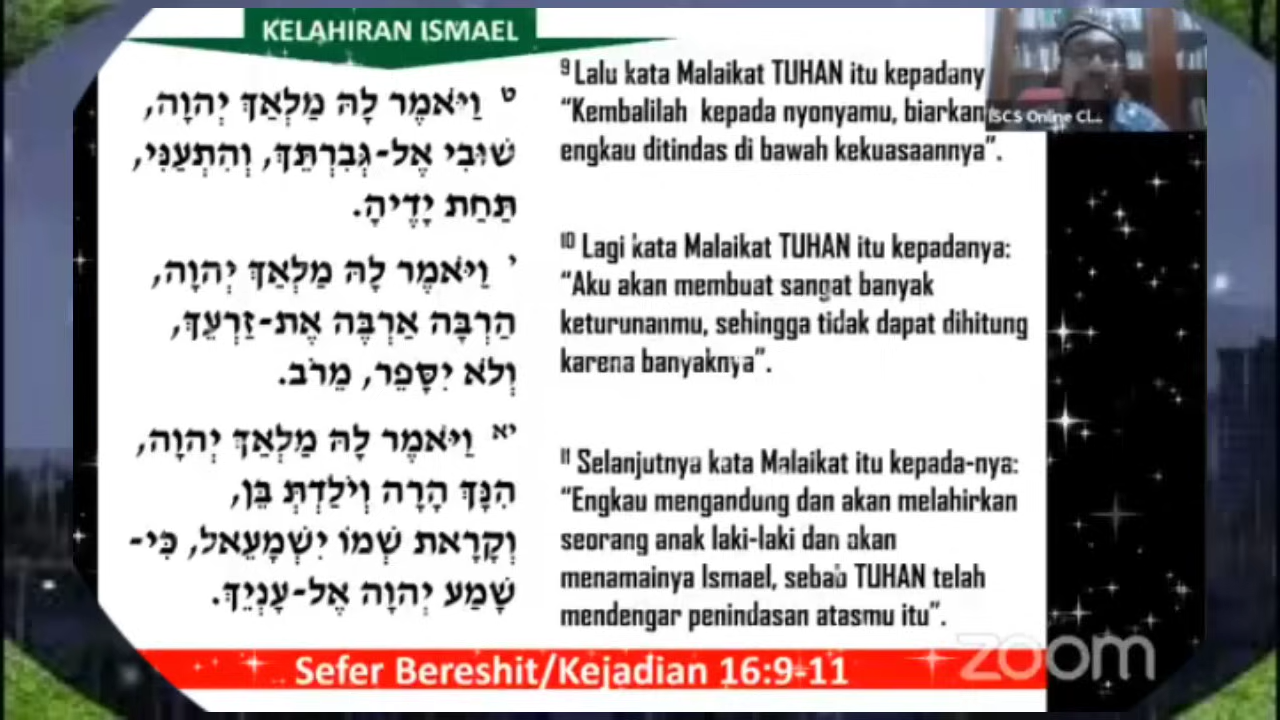 KELAHIRAN ISMAEL
ט וַיֹּאמֶר לָהּ מַלְאַךְ יְהוָה,
שׁוּבִי אֶל-גְּבִרְתֵּךְ, וְהִתְעַנִּי,
תַּחַת יָדֶיהָ.
י וַיֹּאמֶר לָהּ מַלְאַךְ יְהוָה,
הַרְבָּה אַרְבֶּה אֶת-זַרְעֵךְ,
וְלֹא יִסָּפֵר, מֵרֹב.
יא וַיֹּאמֶר לָהּ מַלְאַךְ יְהוָה,
הִנָּךְ הָרָה וְיֹלַדְתְּ בֵּן,
וְקָרָאת שְׁמוֹ יִשְׁמָעֵאל, כִּי-
שָׁמַע יְהוָה אֶל-עָנְיֵךְ.
9 Lalu kata Malaikat TUHAN itu kepadany
“Kembalilah kepada nyonyamu, biarkan
engkau ditindas di bawah kekuasaannya”.
10 Lagi kata Malaikat TUHAN itu kepadanya:
“Aku akan membuat sangat banyak
keturunanmu, sehingga tidak dapat dihitung
karena banyaknya”.
11 Selanjutnya kata Malaikat itu kepada-nya:
“Engkau mengandung dan akan melahirkan
seorang anak laki-laki dan akan
menamainya Ismael, sebab TUHAN telah
mendengar penindasan atasmu itu”.
ISCS Online Cl...
Sefer Bereshit/Kejadian 16:9-11
zoom